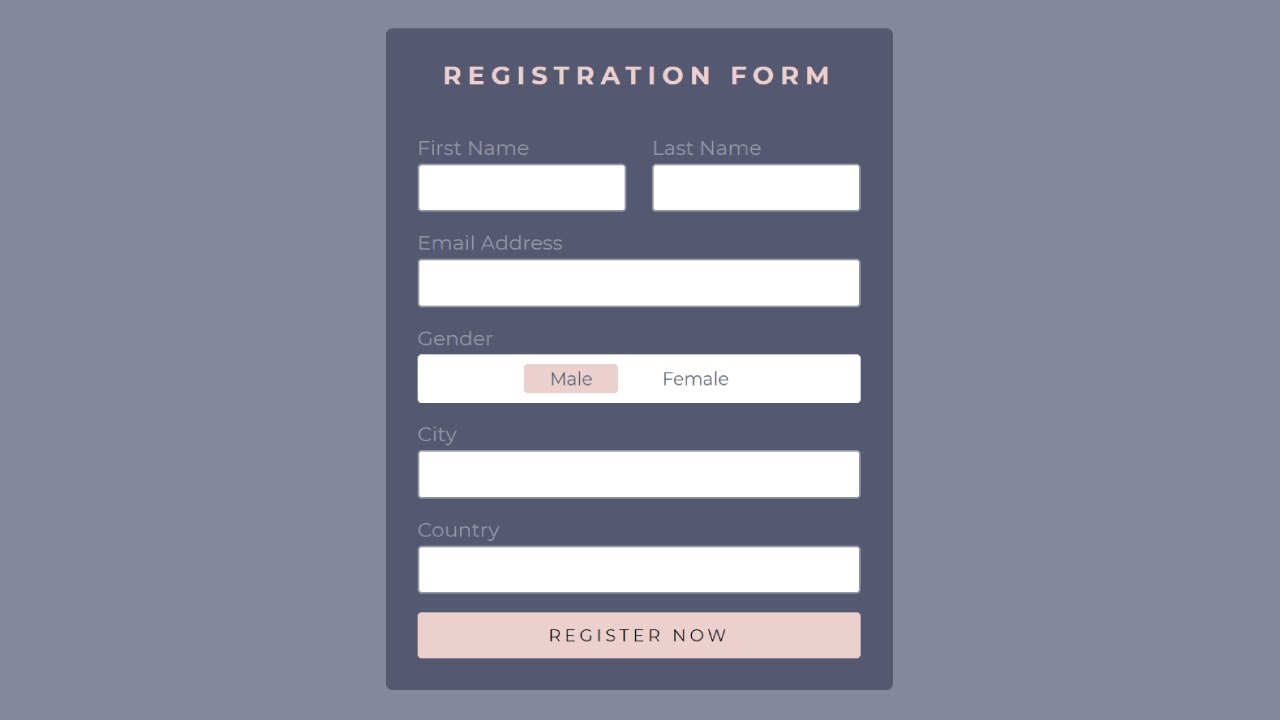 REGISTRATION FORM
First Name Last Name
Email Address
Gender
Male Female
City
Country
REGISTER NOW